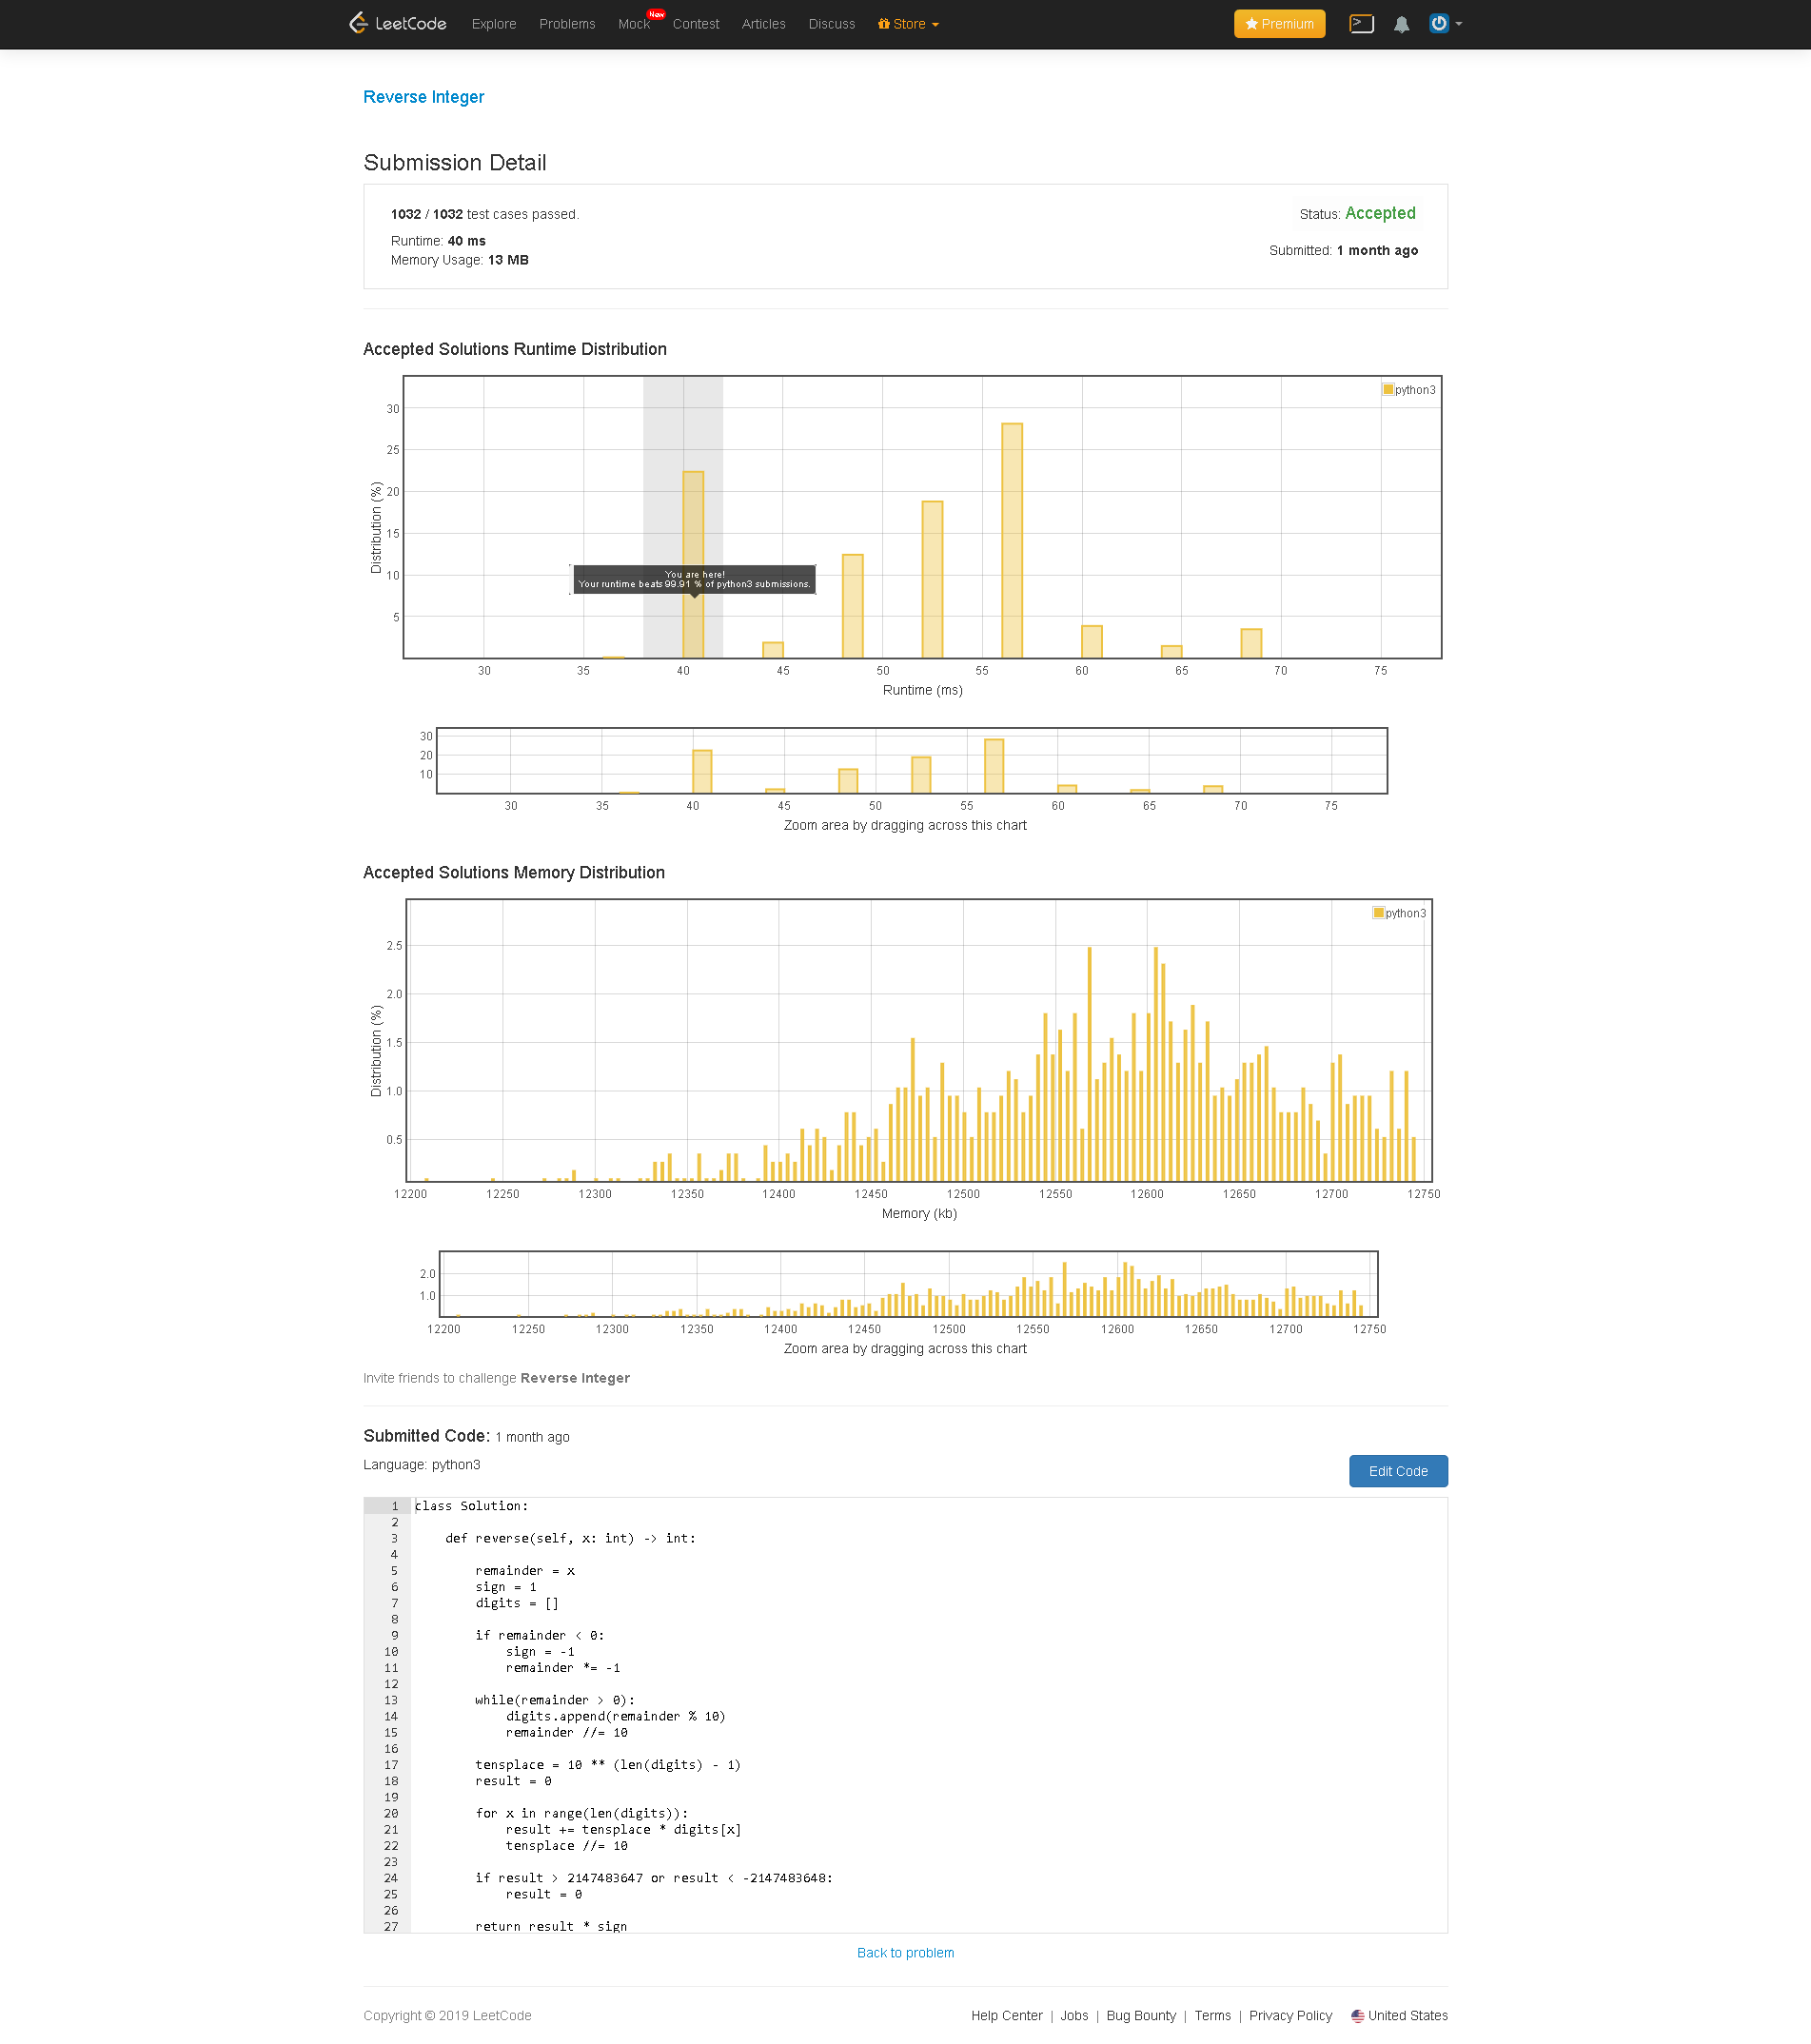 LeetCode Explore Problems Mock New Contest Articles Discuss Store Premium
Reverse Integer
Submission Detail
1032 / 1032 test cases passed.
Status: Accepted
Runtime: 40 ms
Submitted: 1 month ago
Memory Usage: 13 MB
Accepted Solutions Runtime Distribution
python3
30
25
20
15
10
5
Distribution (%)
You are here!
Your runtime beats 99.91 % of python3 submissions.
30 35 40 45 50 55 60 65 70 75
Runtime (ms)
30
20
10
30 35 40 45 50 55 60 65 70 75
Zoom area by dragging across this chart
Accepted Solutions Memory Distribution
python3
2.5
2.0
1.5
1.0
0.5
Distribution (%)
12200 12250 12300 12350 12400 12450 12500 12550 12600 12650 12700 12750
Memory (kb)
2.0
1.0
12200 12250 12300 12350 12400 12450 12500 12550 12600 12650 12700 12750
Zoom area by dragging across this chart
Invite friends to challenge Reverse Integer
Submitted Code: 1 month ago
Language: python3
Edit Code
1 class Solution:
2
3     def reverse(self, x: int) -> int:
4
5         remainder = x
6         sign = 1
7         digits = []
8
9         if remainder < 0:
10             sign = -1
11             remainder *= -1
12
13         while(remainder > 0):
14             digits.append(remainder % 10)
15             remainder //= 10
16
17         tensplace = 10 ** (len(digits) - 1)
18         result = 0
19
20         for x in range(len(digits)):
21             result += tensplace * digits[x]
22             tensplace //= 10
23
24         if result > 2147483647 or result < -2147483648:
25             result = 0
26
27         return result * sign
Back to problem
Copyright © 2019 LeetCode
Help Center | Jobs | Bug Bounty | Terms | Privacy Policy United States